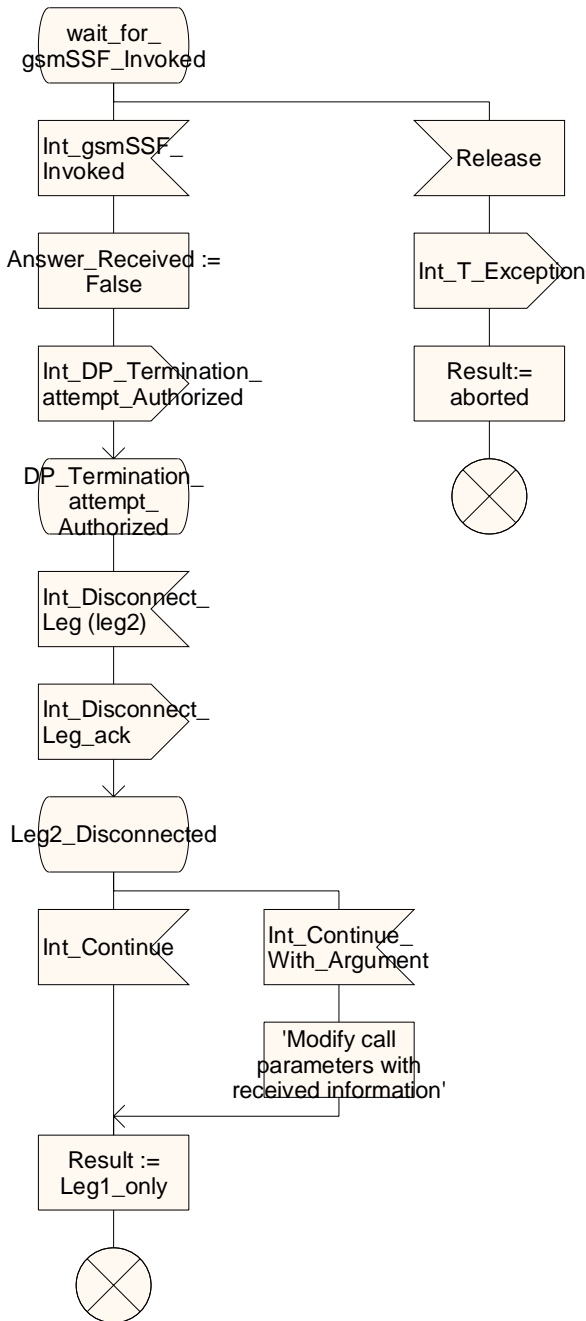 wait_for_
gsmSSF_Invoked
Int_gsmSSF_
Invoked
Release
Answer_Received :=
False
Int_T_Exception
Int_DP_Termination_
attempt_Authorized
Result:=
aborted
DP_Termination_
attempt_
Authorized
Int_Disconnect_
Leg (leg2)
Int_Disconnect_
Leg_ack
Leg2_Disconnected
Int_Continue
Int_Continue_
With_Argument
'Modify call
parameters with
received information'
Result :=
Leg1_only